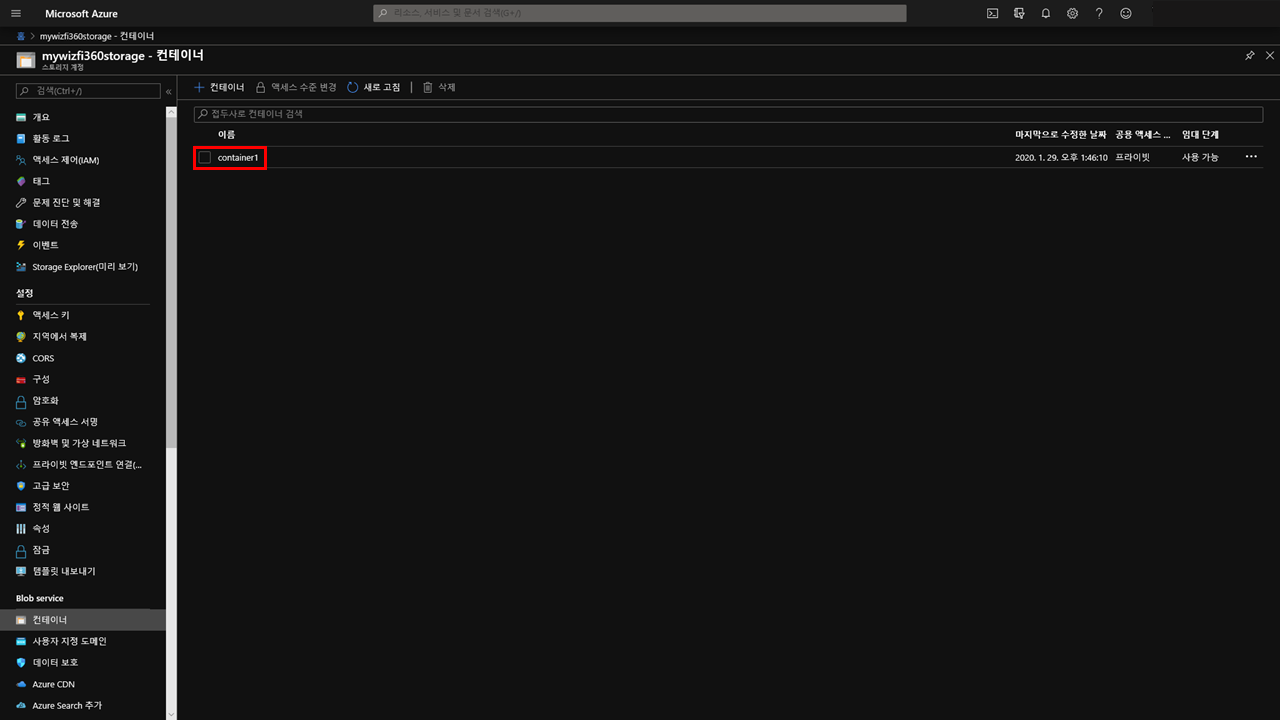 Microsoft Azure
리소스, 서비스 및 문서 검색(G+/)
홈 > mywizfi360storage - 컨테이너
mywizfi360storage - 컨테이너
스토리지 계정
검색(Ctrl+/)
개요
활동 로그
액세스 제어(IAM)
태그
문제 진단 및 해결
데이터 전송
이벤트
Storage Explorer(미리 보기)
설정
액세스 키
지역에서 복제
CORS
구성
암호화
공유 액세스 서명
방화벽 및 가상 네트워크
프라이빗 엔드포인트 연결(...
고급 보안
정적 웹 사이트
속성
잠금
템플릿 내보내기
Blob service
컨테이너
사용자 지정 도메인
데이터 보호
Azure CDN
Azure Search 추가
컨테이너 액세스 수준 변경 새로 고침 삭제
접두사로 컨테이너 검색
이름 마지막으로 수정한 날짜 공용 액세스 ... 임대 단계
container1 2020. 1. 29. 오후 1:46:10 프라이빗 사용 가능